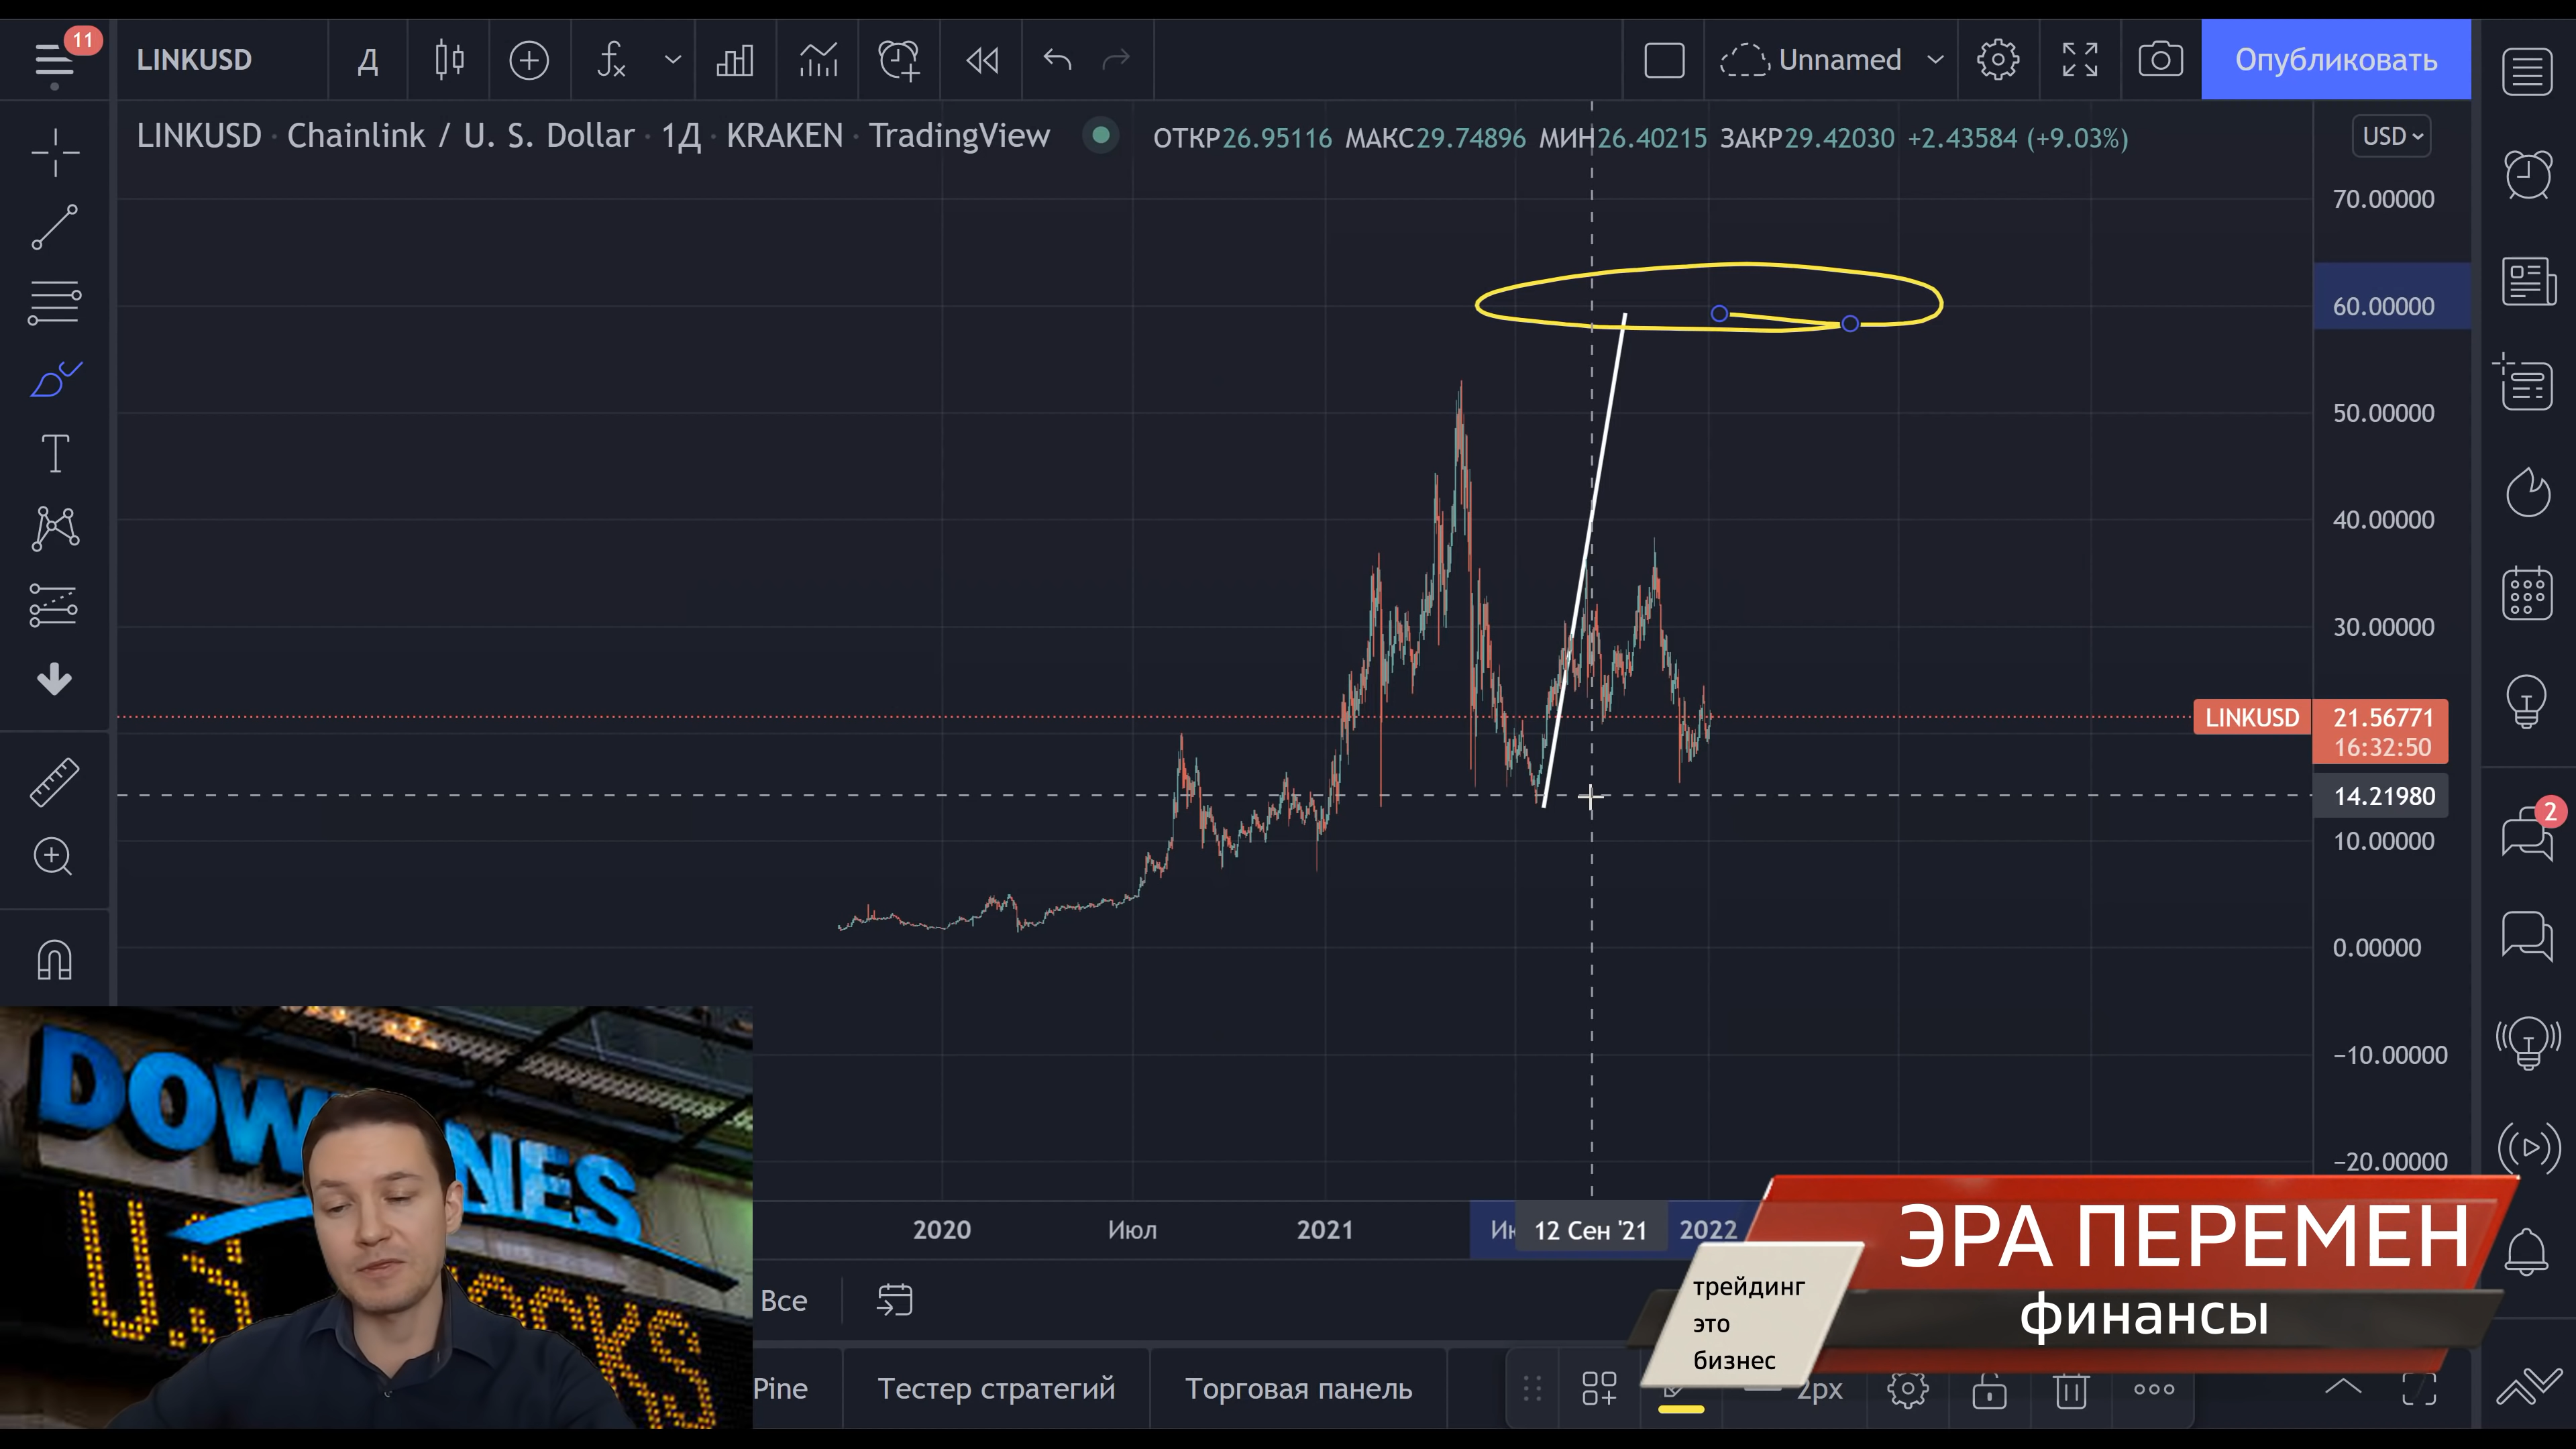 11
LINKUSD
Д
Unnamed
Опубликовать
LINKUSD · Chainlink / U. S. Dollar · 1Д · KRAKEN · TradingView
ОТКР26.95116 МАКС29.74896 МИН26.40215 ЗАКР29.42030 +2.43584 (+9.03%)
USD
70.00000
60.00000
50.00000
40.00000
30.00000
LINKUSD 21.56771
16:32:50
14.21980
10.00000
0.00000
−10.00000
−20.00000
2
2020 Июл 2021 12 Сен '21 2022
Все
Pine
Тестер стратегий
Торговая панель
2px
DOW
U.S
ЭРА ПЕРЕМЕН
финансы
трейдинг
это
бизнес